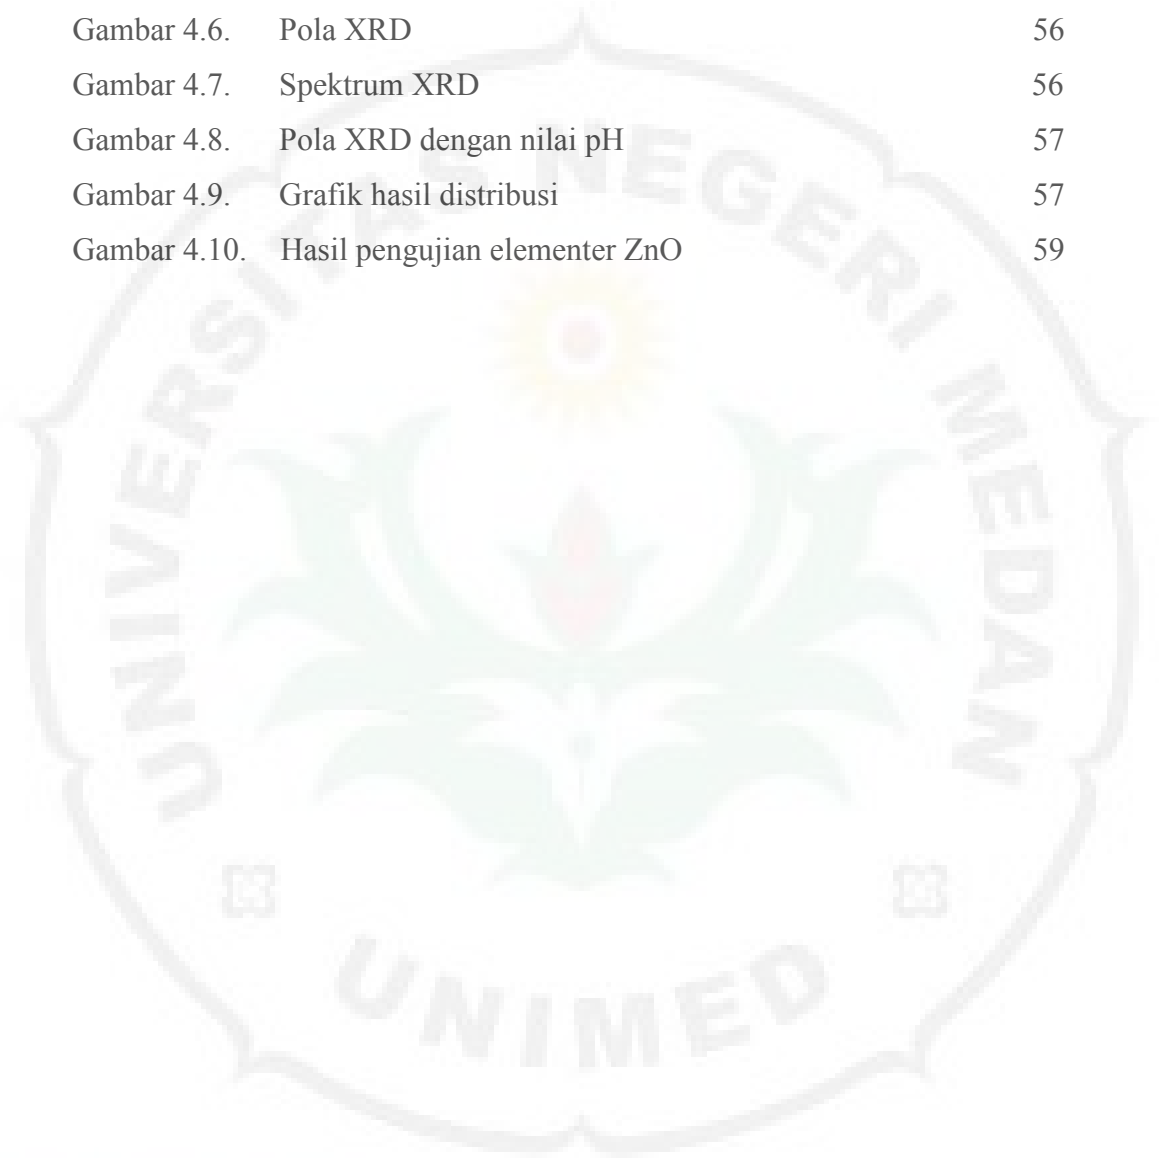 Gambar 4.6. Pola XRD 56
Gambar 4.7. Spektrum XRD 56
Gambar 4.8. Pola XRD dengan nilai pH 57
Gambar 4.9. Grafik hasil distribusi 57
Gambar 4.10. Hasil pengujian elementer ZnO 59
UNIVERSITAS NEGERI MEDAN
UNIMED